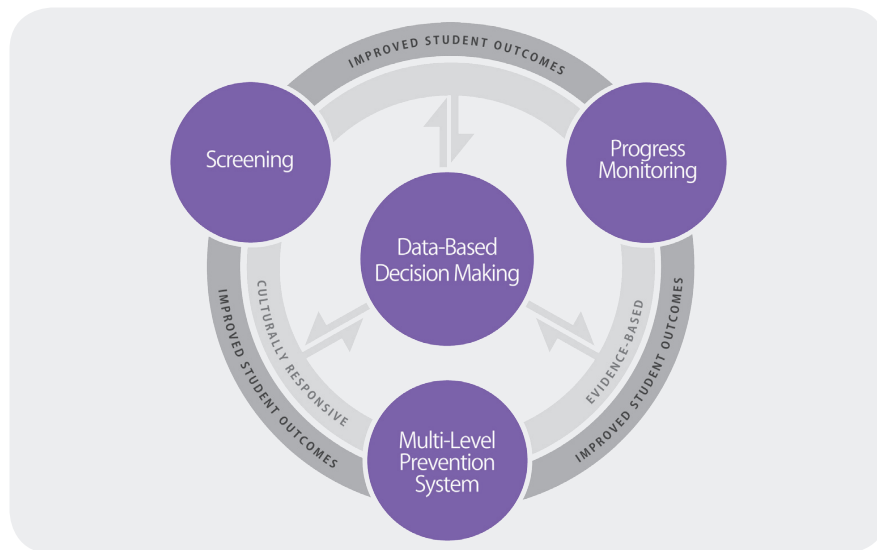 IMPROVED STUDENT OUTCOMES
Screening
Progress
Monitoring
Data-Based
Decision Making
IMPROVED STUDENT OUTCOMES
CULTURALLY RESPONSIVE
EVIDENCE-BASED
IMPROVED STUDENT OUTCOMES
Multi-Level
Prevention
System